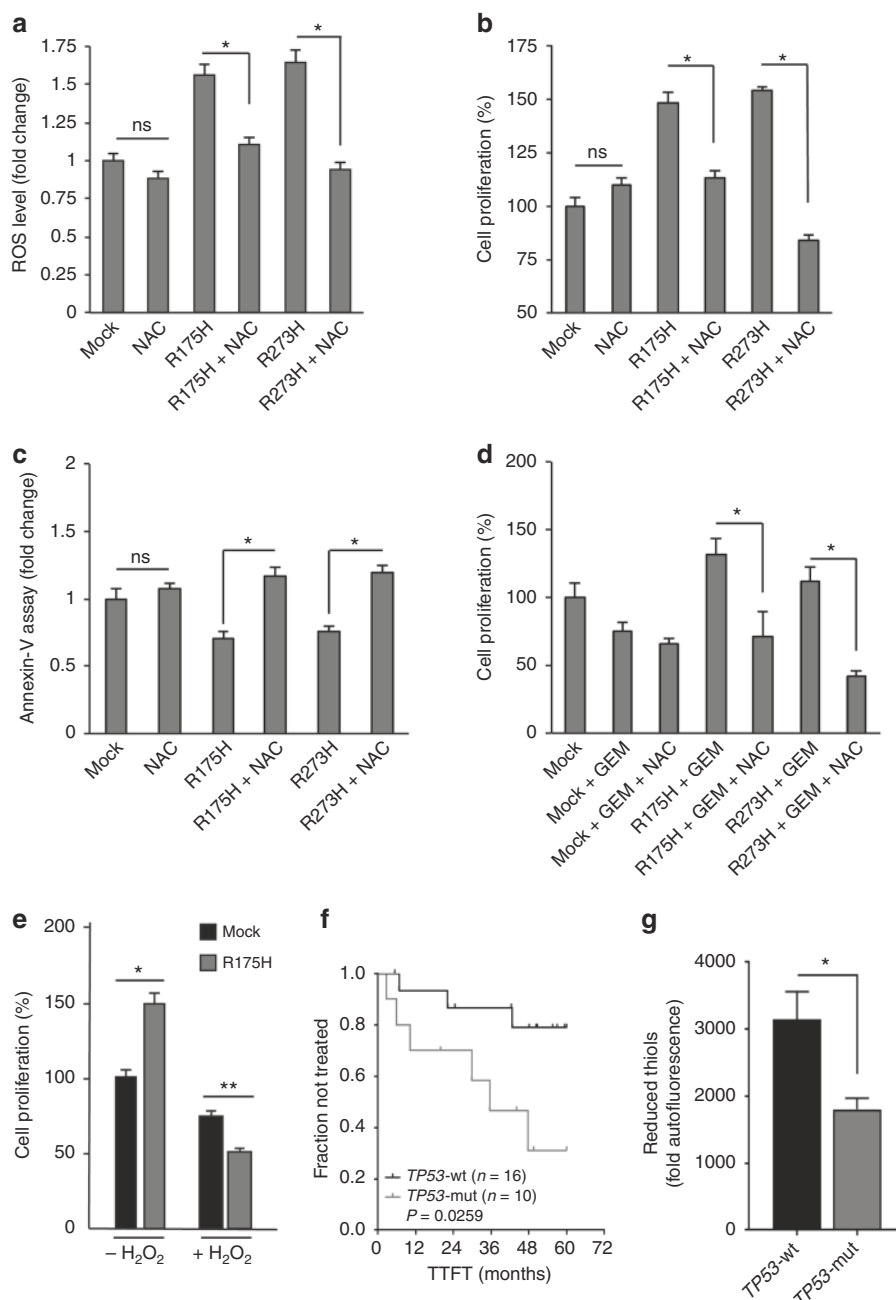 a
ROS level (fold change)
1.75
1.5
1.25
1
0.75
0.5
0.25
0
ns
*
*
Mock
NAC
R175H
R175H + NAC
R273H
R273H + NAC
b
Cell proliferation (%)
175
150
125
100
75
50
ns
*
*
Mock
NAC
R175H
R175H + NAC
R273H
R273H + NAC
c
Annexin-V assay (fold change)
2
1.5
1
0.5
0
ns
*
*
Mock
NAC
R175H
R175H + NAC
R273H
R273H + NAC
d
Cell proliferation (%)
200
150
100
50
0
*
*
Mock
Mock + GEM
Mock + GEM + NAC
R175H + GEM
R175H + GEM + NAC
R273H + GEM
R273H + GEM + NAC
e
Cell proliferation (%)
200
150
100
50
0
Mock
R175H
*
**
– H₂O₂
+ H₂O₂
f
Fraction not treated
1.0
0.8
0.6
0.4
0.2
0.0
TP53-wt (n = 16)
TP53-mut (n = 10)
P = 0.0259
0 12 24 36 48 60 72
TTFT (months)
g
Reduced thiols
(fold autofluorescence)
4000
3000
2000
1000
0
*
TP53-wt
TP53-mut